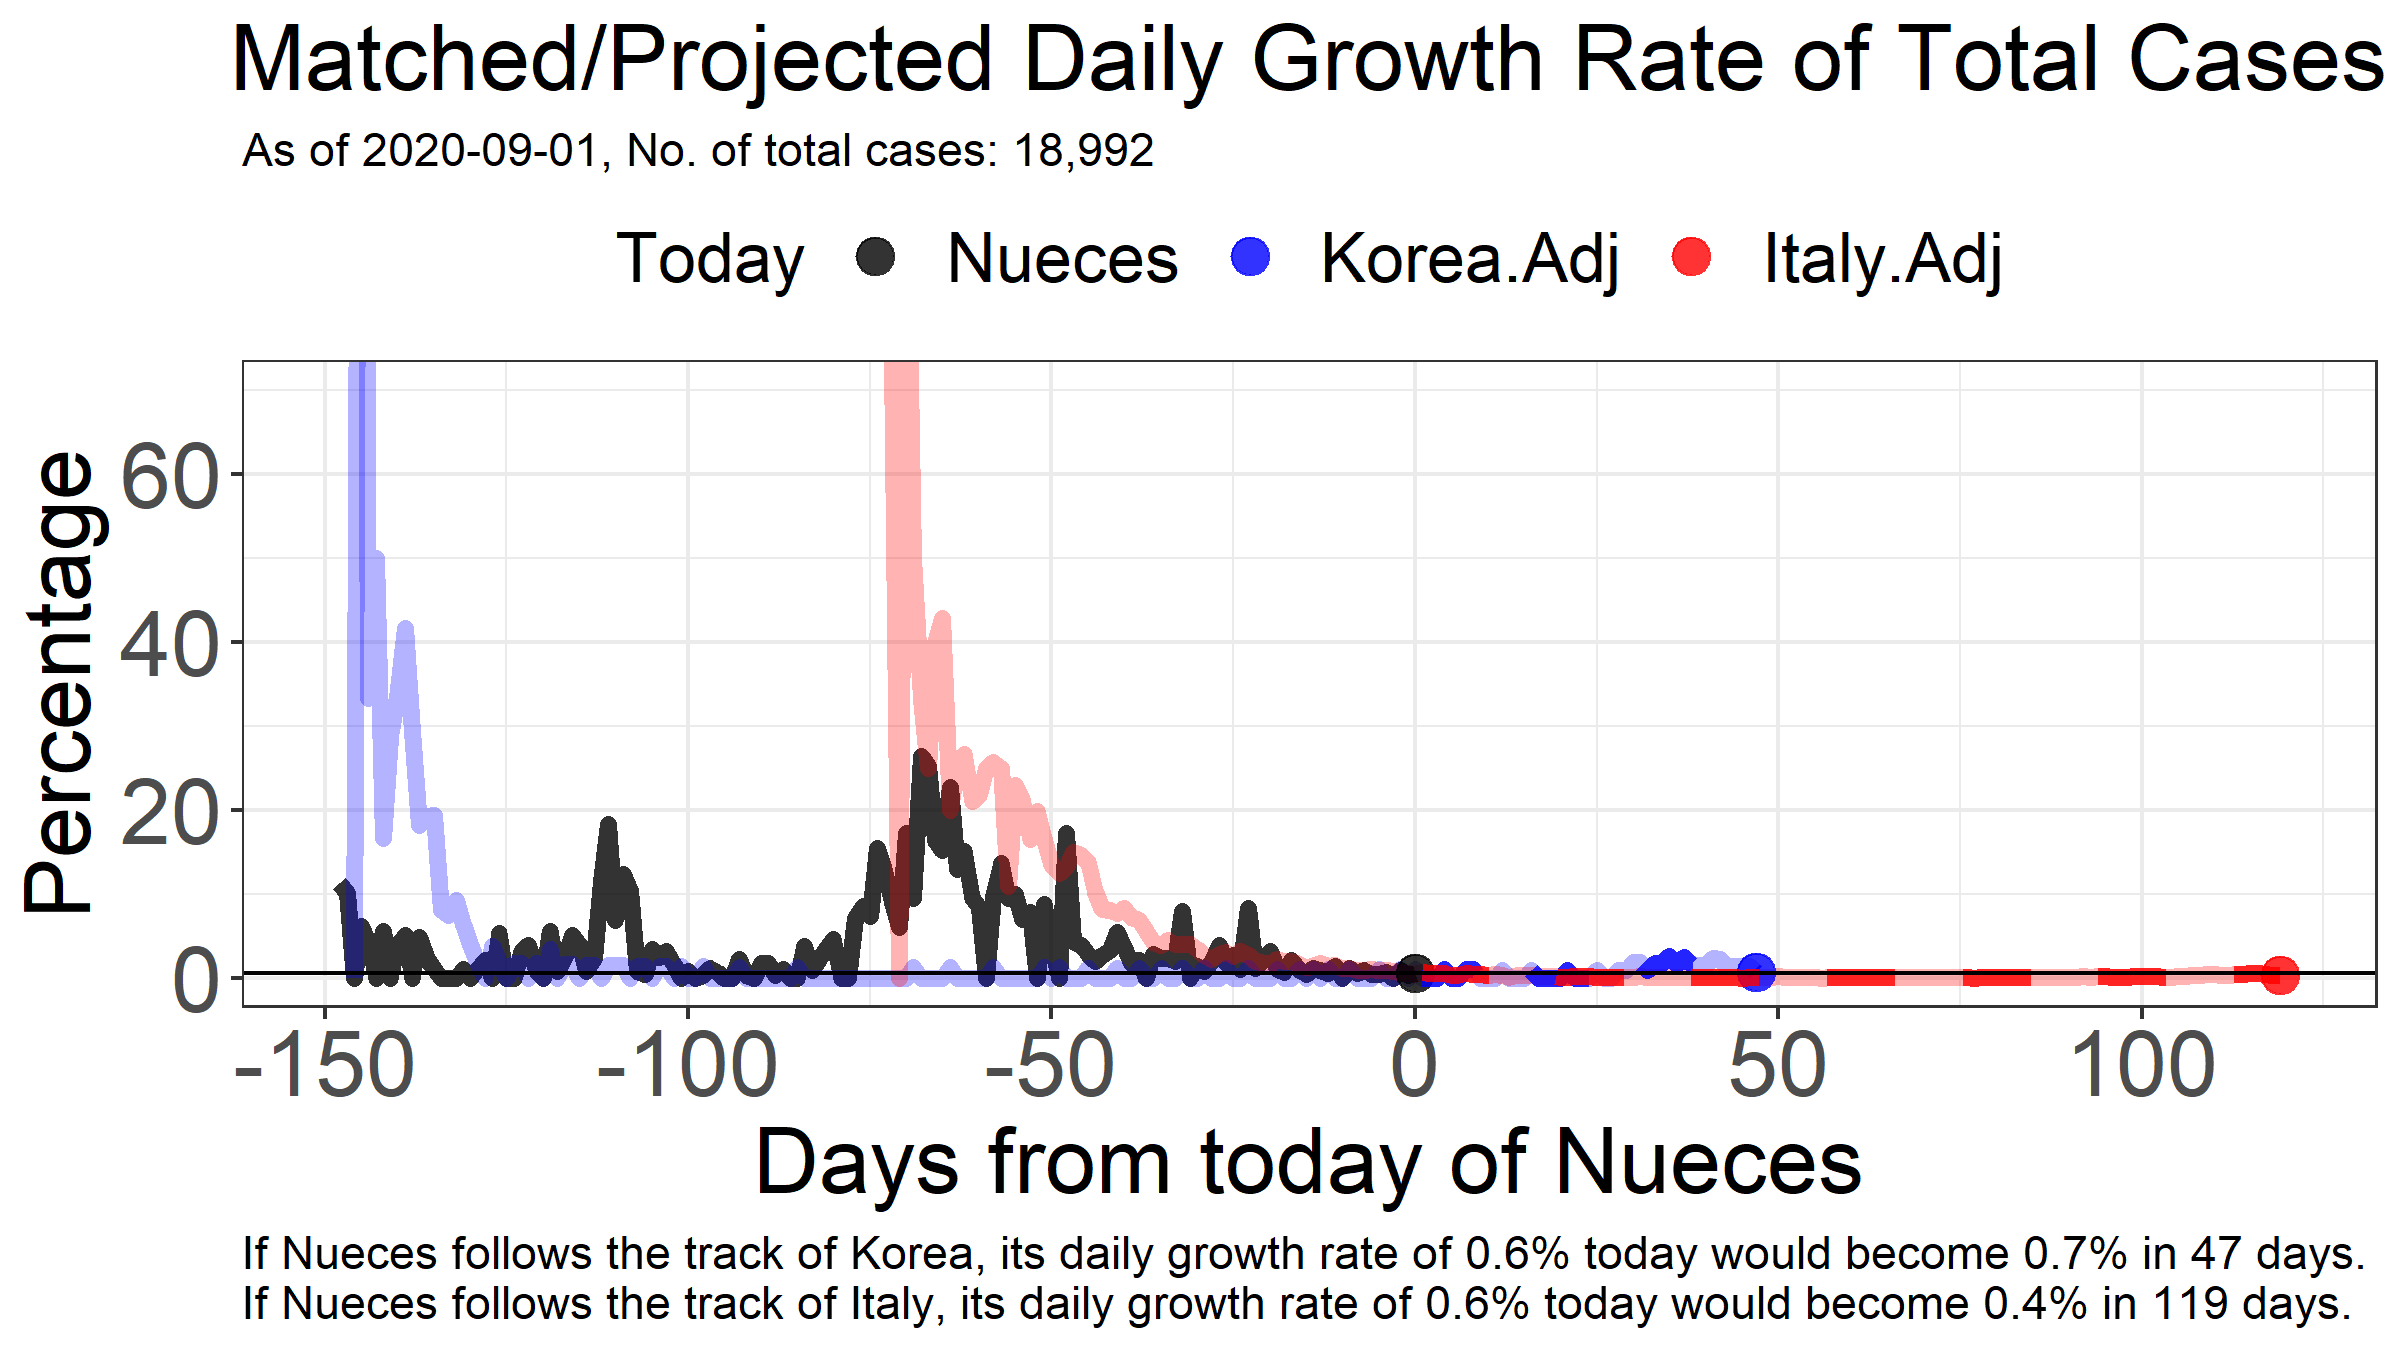 Matched/Projected Daily Growth Rate of Total Cases
As of 2020-09-01, No. of total cases: 18,992
Today Nueces Korea.Adj Italy.Adj
Percentage
60
40
20
0
-150 -100 -50 0 50 100
Days from today of Nueces
If Nueces follows the track of Korea, its daily growth rate of 0.6% today would become 0.7% in 47 days.
If Nueces follows the track of Italy, its daily growth rate of 0.6% today would become 0.4% in 119 days.